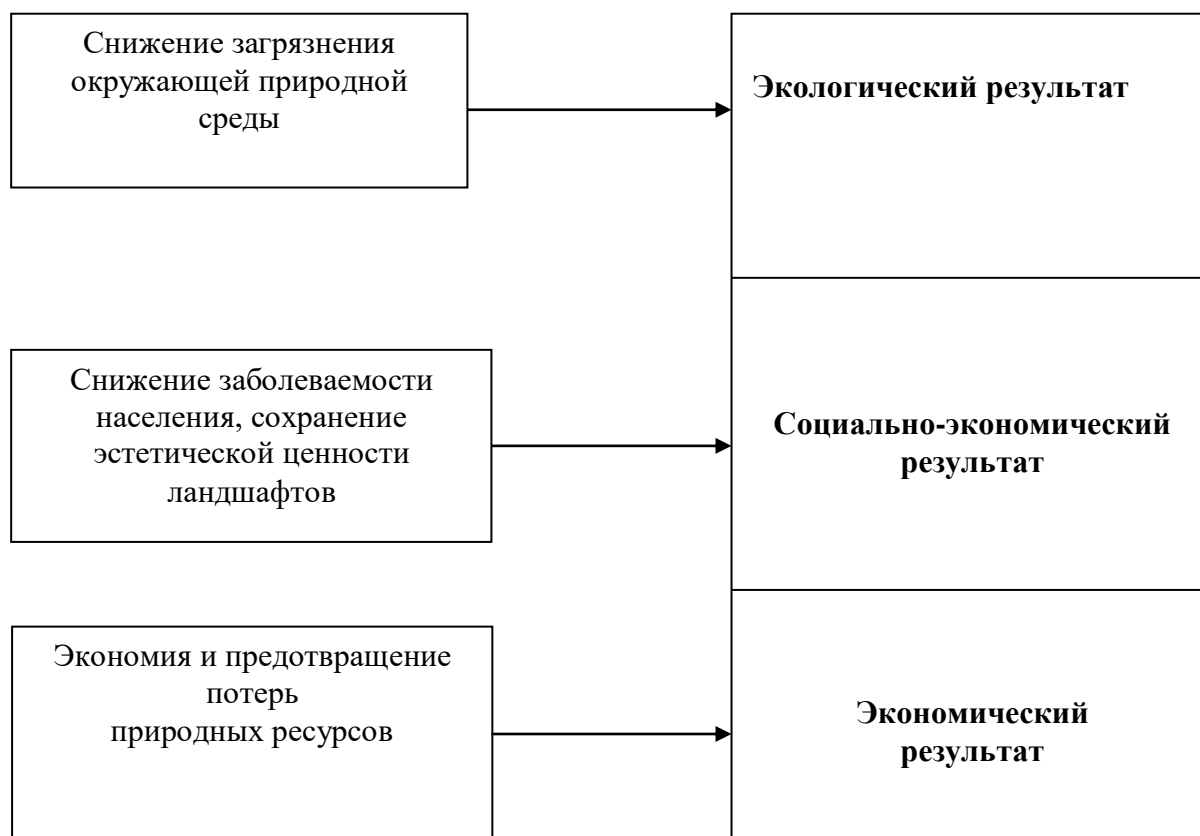 Снижение загрязнения
окружающей природной
среды
Экологический результат
Снижение заболеваемости
населения, сохранение
эстетической ценности
ландшафтов
Социально-экономический
результат
Экономия и предотвращение
потерь
природных ресурсов
Экономический
результат